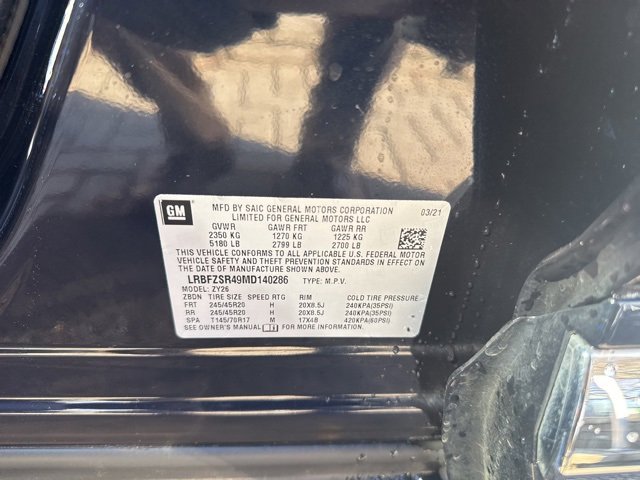 GM
MFD BY SAIC GENERAL MOTORS CORPORATION 03/21
LIMITED FOR GENERAL MOTORS LLC
GVWR GAWR FRT GAWR RR
2350 KG 1270 KG 1225 KG
5180 LB 2799 LB 2700 LB
THIS VEHICLE CONFORMS TO ALL APPLICABLE U.S. FEDERAL MOTOR
VEHICLE SAFETY AND THEFT PREVENTION STANDARDS IN EFFECT
ON THE DATE OF MANUFACTURE SHOWN ABOVE.
LRBFZSR49MD140286 TYPE: M.P.V.
MODEL: ZY26
ZBDN TIRE SIZE SPEED RTG RIM COLD TIRE PRESSURE
FRT 245/45R20 H 20X8.5J 240KPA(35PSI)
RR 245/45R20 H 20X8.5J 240KPA(35PSI)
SPA T145/70R17 M 17X4B 420KPA(60PSI)
SEE OWNER'S MANUAL i FOR MORE INFORMATION.